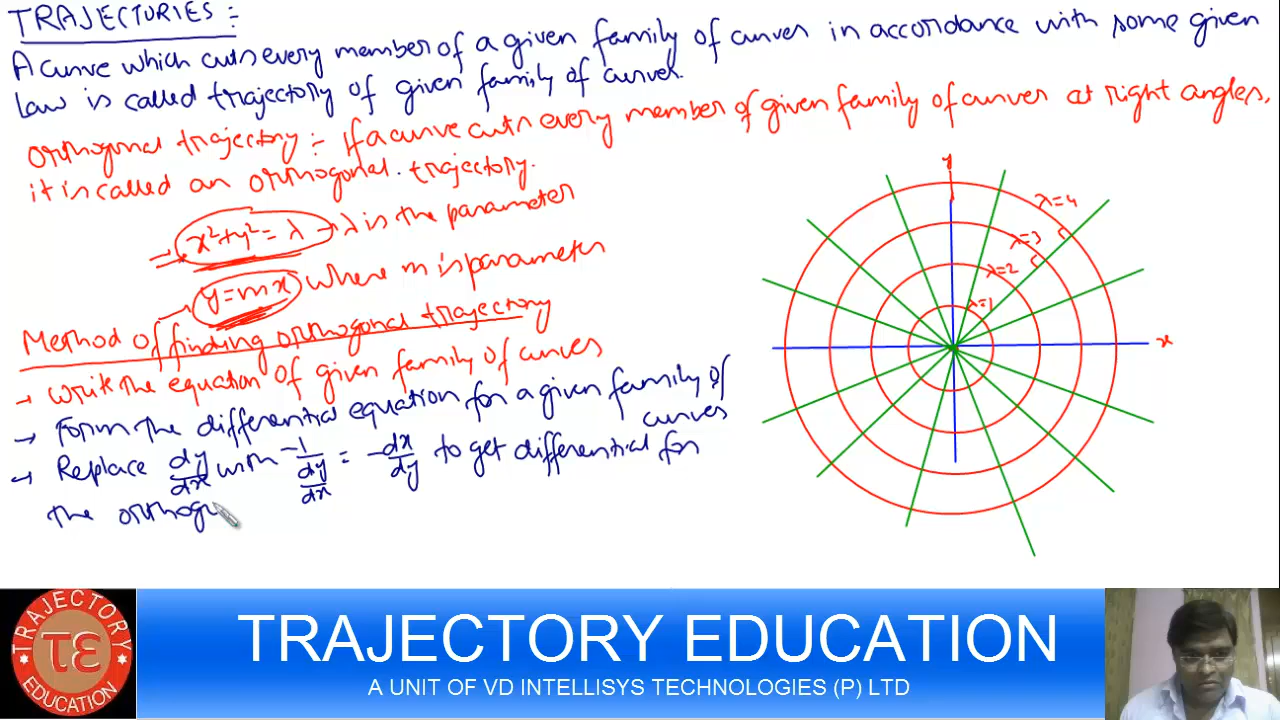 TRAJECTORIES :-
A curve which cuts every member of a given family of curves in accordance with some given
law is called trajectory of given family of curves.
Orthogonal trajectory :- If a curve cuts every member of given family of curves at right angles,
it is called an orthogonal trajectory.
→ x²+y² = λ → λ is the parameter
→ y=mx where m is parameter
Method of finding orthogonal trajectory
→ Write the equation of given family of curves
→ Form the differential equation for a given family of
curves
→ Replace dy/dx with -1/(dy/dx) = -dx/dy to get differential for
the orthogo
y
λ=4
λ=3
λ=2
λ=1
x
TRAJECTORY
TE
EDUCATION
TRAJECTORY EDUCATION
A UNIT OF VD INTELLISYS TECHNOLOGIES (P) LTD